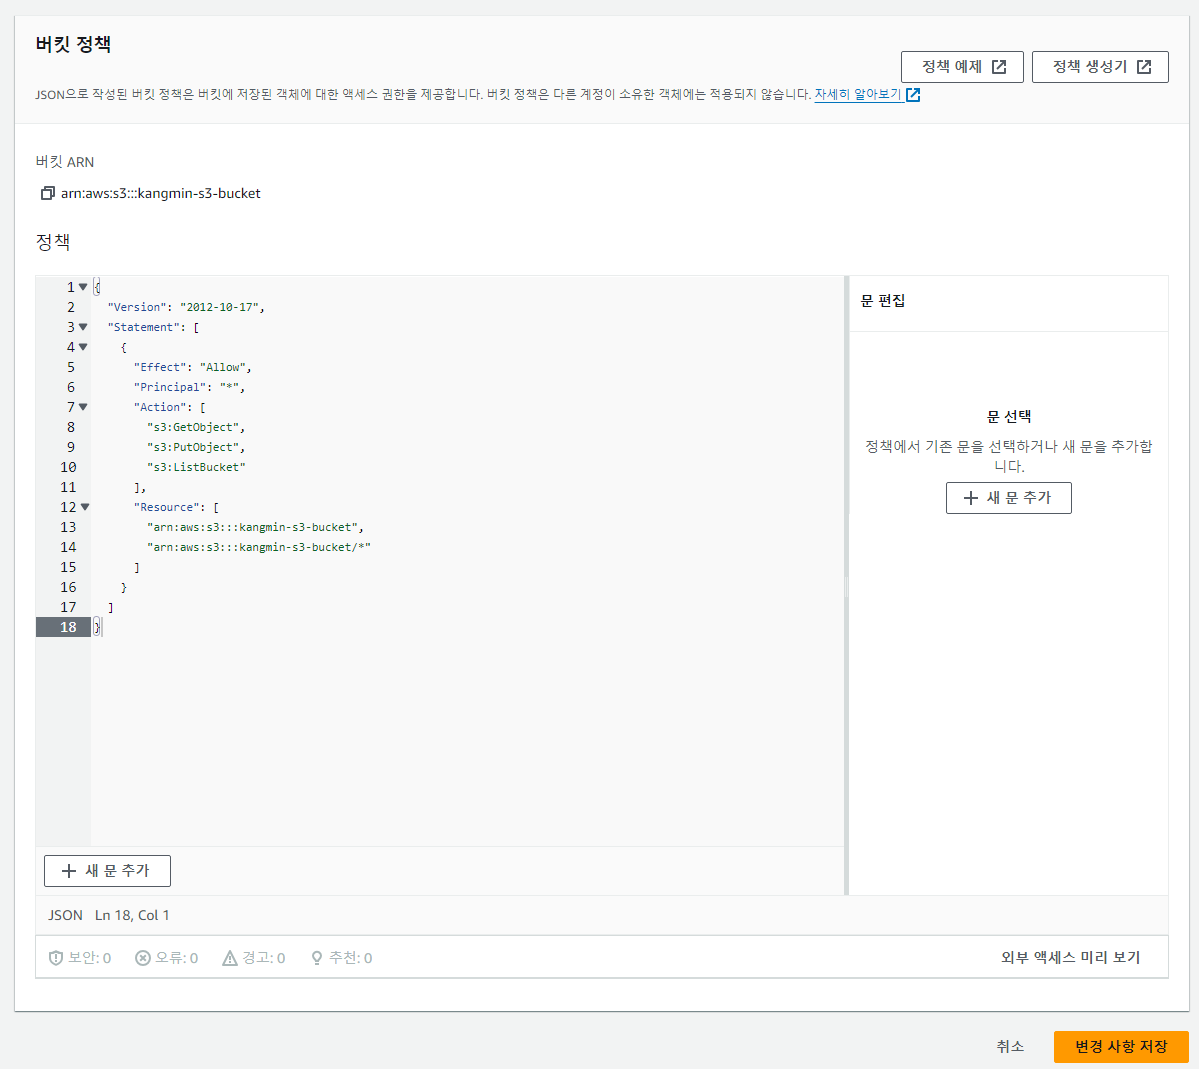 버킷 정책
정책 예제
정책 생성기
JSON으로 작성된 버킷 정책은 버킷에 저장된 객체에 대한 액세스 권한을 제공합니다. 버킷 정책은 다른 계정이 소유한 객체에는 적용되지 않습니다. 자세히 알아보기
버킷 ARN
arn:aws:s3:::kangmin-s3-bucket
정책
1 {
2 "Version": "2012-10-17",
3 "Statement": [
4 {
5 "Effect": "Allow",
6 "Principal": "*",
7 "Action": [
8 "s3:GetObject",
9 "s3:PutObject",
10 "s3:ListBucket"
11 ],
12 "Resource": [
13 "arn:aws:s3:::kangmin-s3-bucket",
14 "arn:aws:s3:::kangmin-s3-bucket/*"
15 ]
16 }
17 ]
18 }
문 편집
문 선택
정책에서 기존 문을 선택하거나 새 문을 추가합
니다.
새 문 추가
새 문 추가
JSON Ln 18, Col 1
보안: 0 오류: 0 경고: 0 추천: 0
외부 액세스 미리 보기
취소
변경 사항 저장